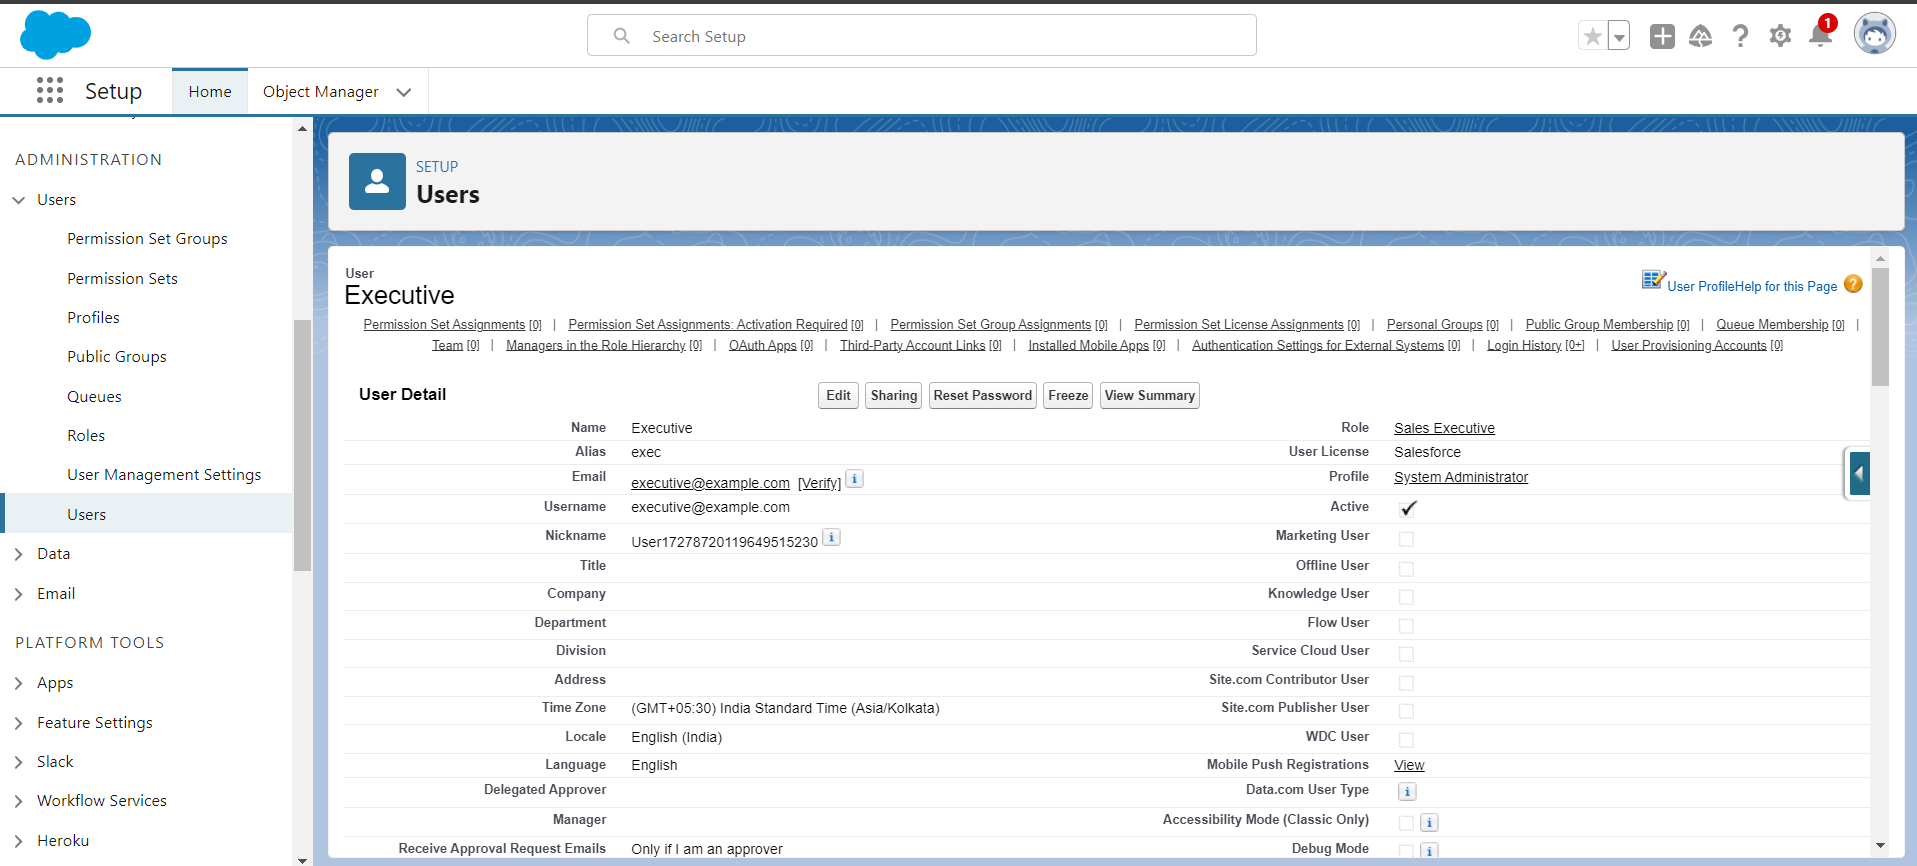 Search Setup
1
Setup
Home
Object Manager
ADMINISTRATION
Users
Permission Set Groups
Permission Sets
Profiles
Public Groups
Queues
Roles
User Management Settings
Users
Data
Email
PLATFORM TOOLS
Apps
Feature Settings
Slack
Workflow Services
Heroku
SETUP
Users
User
Executive
User Profile Help for this Page ?
Permission Set Assignments [0] | Permission Set Assignments: Activation Required [0] | Permission Set Group Assignments [0] | Permission Set License Assignments [0] | Personal Groups [0] | Public Group Membership [0] | Queue Membership [0] |
Team [0] | Managers in the Role Hierarchy [0] | OAuth Apps [0] | Third-Party Account Links [0] | Installed Mobile Apps [0] | Authentication Settings for External Systems [0] | Login History [0+] | User Provisioning Accounts [0]
User Detail
Edit Sharing Reset Password Freeze View Summary
Name Executive Role Sales Executive
Alias exec User License Salesforce
Email executive@example.com [Verify] i Profile System Administrator
Username executive@example.com Active
Nickname User17278720119649515230 i Marketing User
Title Offline User
Company Knowledge User
Department Flow User
Division Service Cloud User
Address Site.com Contributor User
Time Zone (GMT+05:30) India Standard Time (Asia/Kolkata) Site.com Publisher User
Locale English (India) WDC User
Language English Mobile Push Registrations View
Delegated Approver Data.com User Type i
Manager Accessibility Mode (Classic Only) i
Receive Approval Request Emails Only if I am an approver Debug Mode i